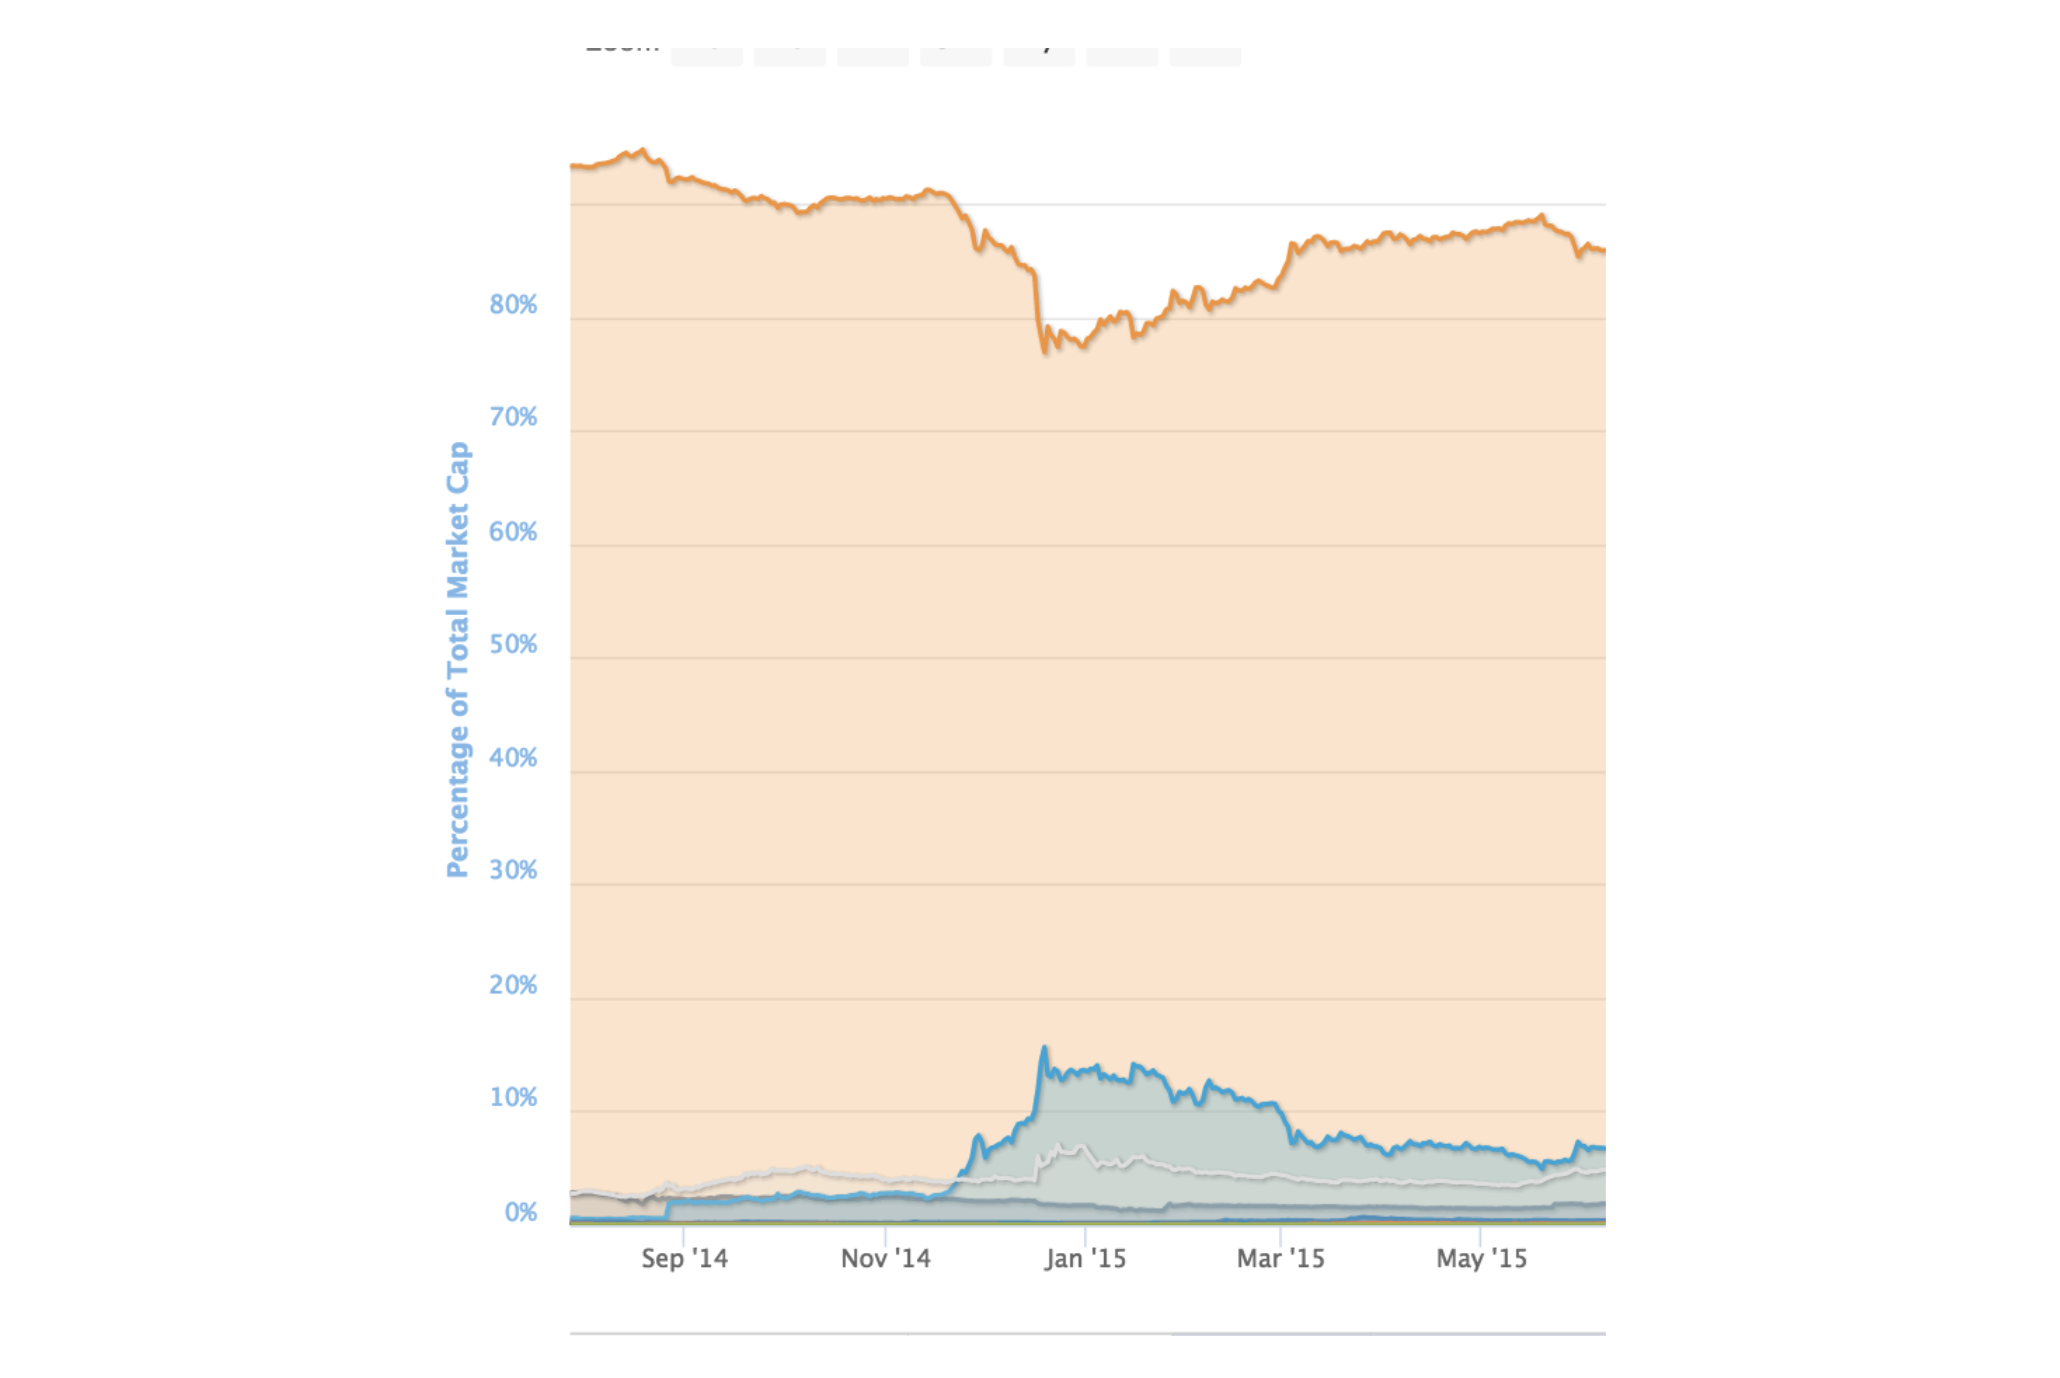 80%
70%
60%
50%
40%
30%
20%
10%
0%
Percentage of Total Market Cap
Sep '14
Nov '14
Jan '15
Mar '15
May '15